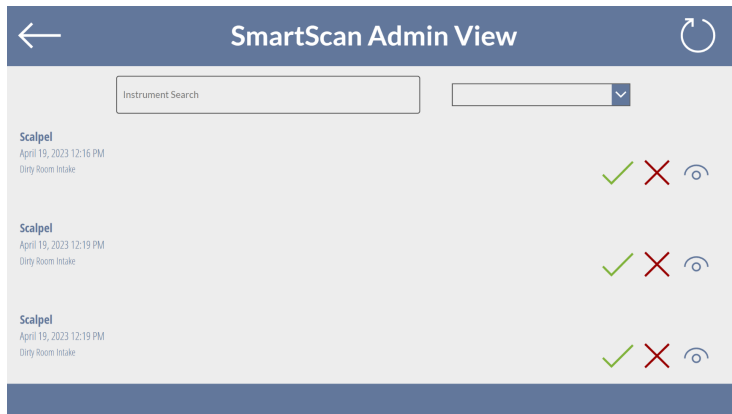 SmartScan Admin View
Instrument Search
Scalpel
April 19, 2023 12:16 PM
Dirty Room Intake
Scalpel
April 19, 2023 12:19 PM
Dirty Room Intake
Scalpel
April 19, 2023 12:19 PM
Dirty Room Intake